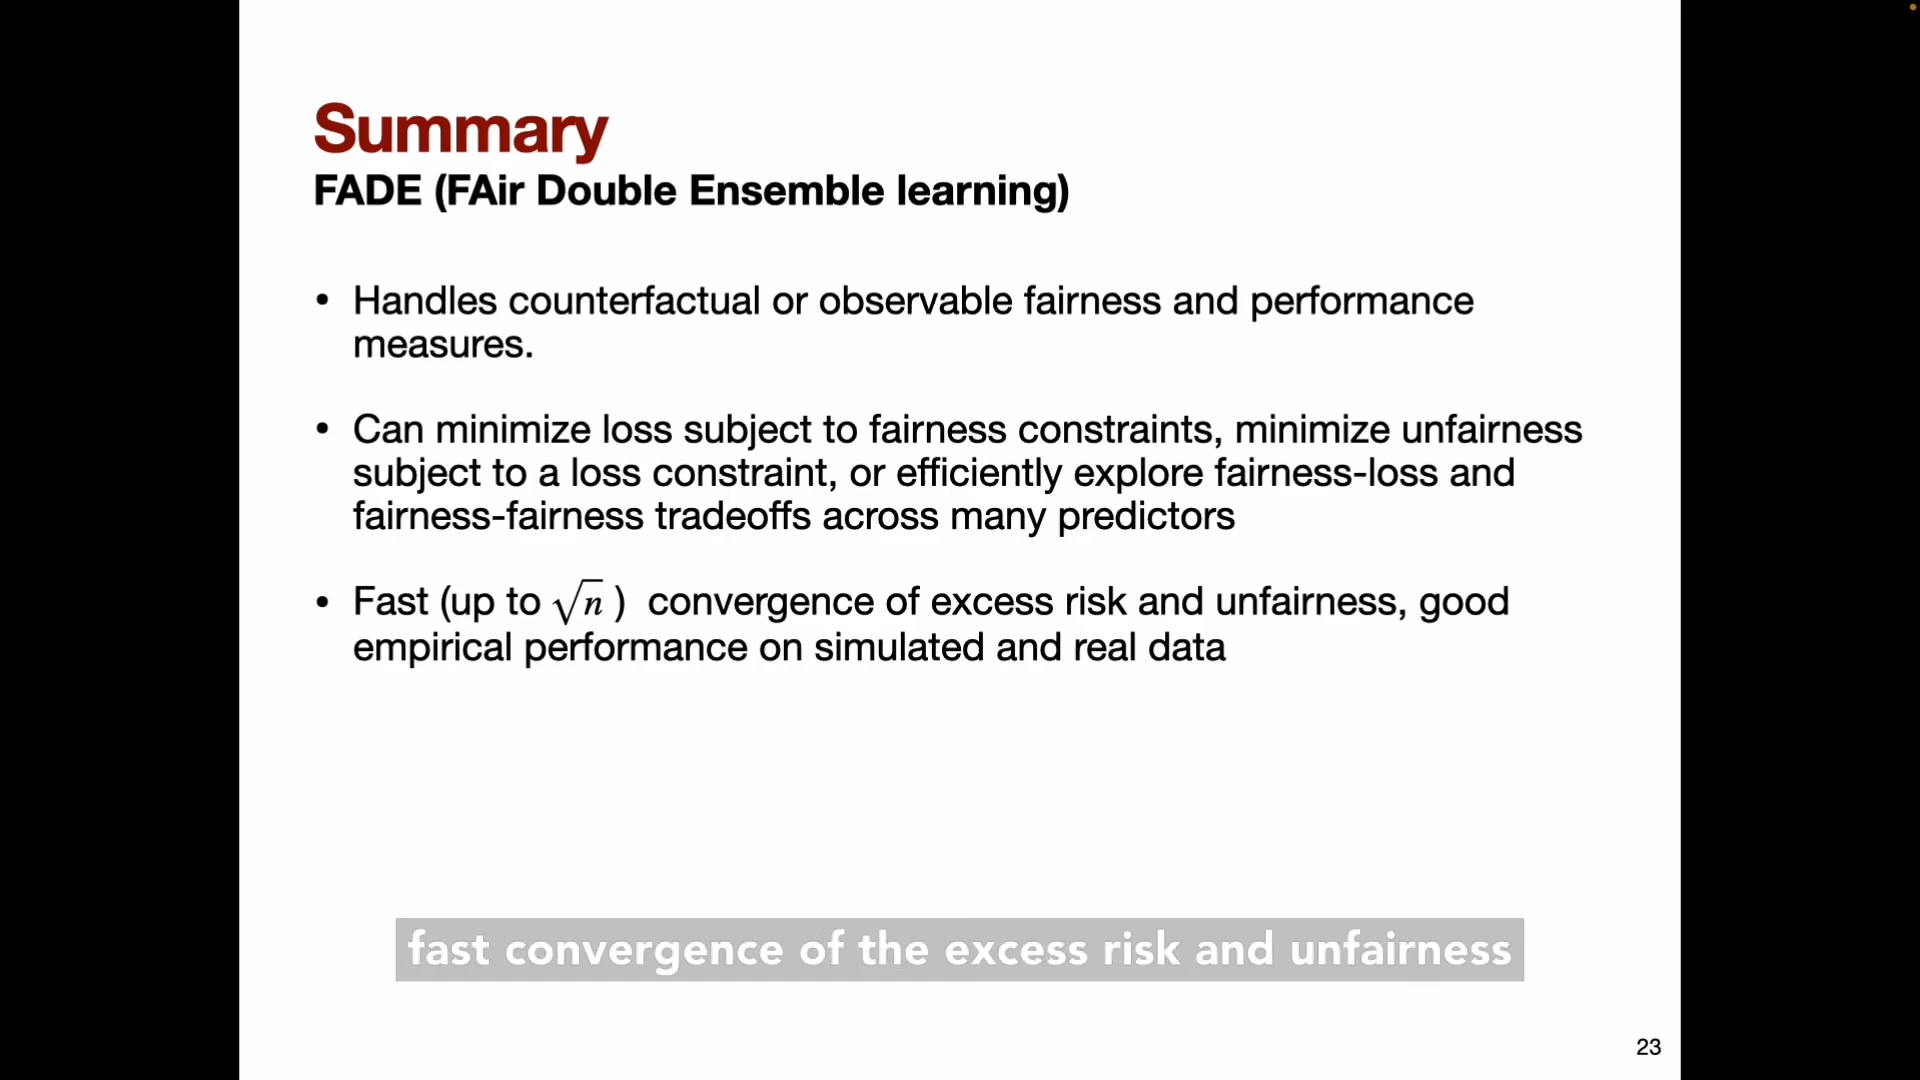 Summary
FADE (FAir Double Ensemble learning)
• Handles counterfactual or observable fairness and performance
measures.
• Can minimize loss subject to fairness constraints, minimize unfairness
subject to a loss constraint, or efficiently explore fairness-loss and
fairness-fairness tradeoffs across many predictors
• Fast (up to √n ) convergence of excess risk and unfairness, good
empirical performance on simulated and real data
fast convergence of the excess risk and unfairness
23